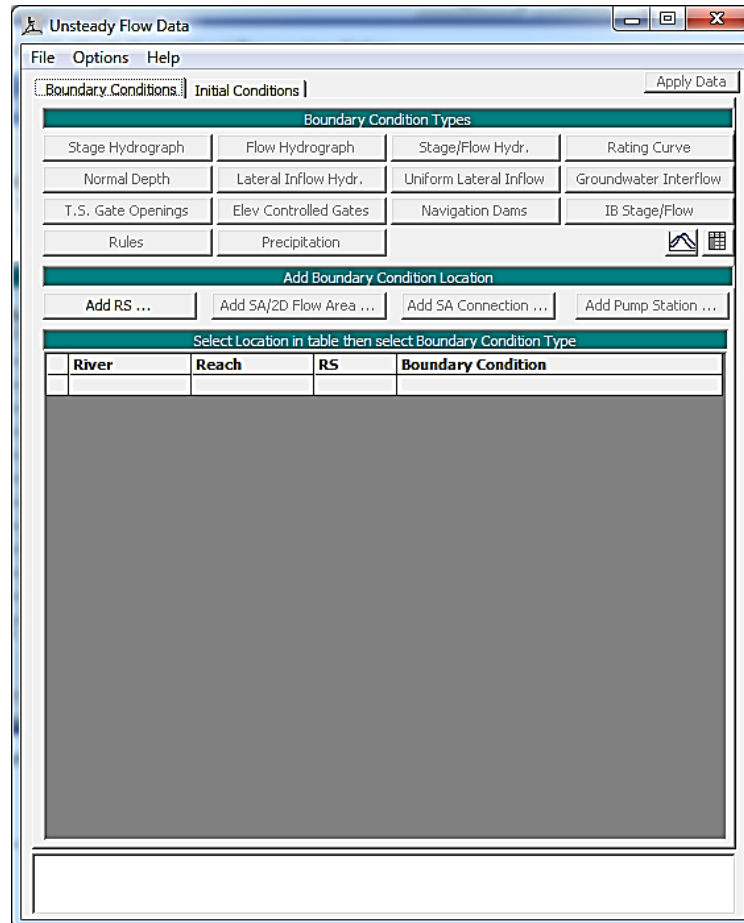 Unsteady Flow Data
File Options Help
Boundary Conditions Initial Conditions Apply Data
Boundary Condition Types
Stage Hydrograph Flow Hydrograph Stage/Flow Hydr. Rating Curve
Normal Depth Lateral Inflow Hydr. Uniform Lateral Inflow Groundwater Interflow
T.S. Gate Openings Elev Controlled Gates Navigation Dams IB Stage/Flow
Rules Precipitation
Add Boundary Condition Location
Add RS ... Add SA/2D Flow Area ... Add SA Connection ... Add Pump Station ...
Select Location in table then select Boundary Condition Type
River Reach RS Boundary Condition